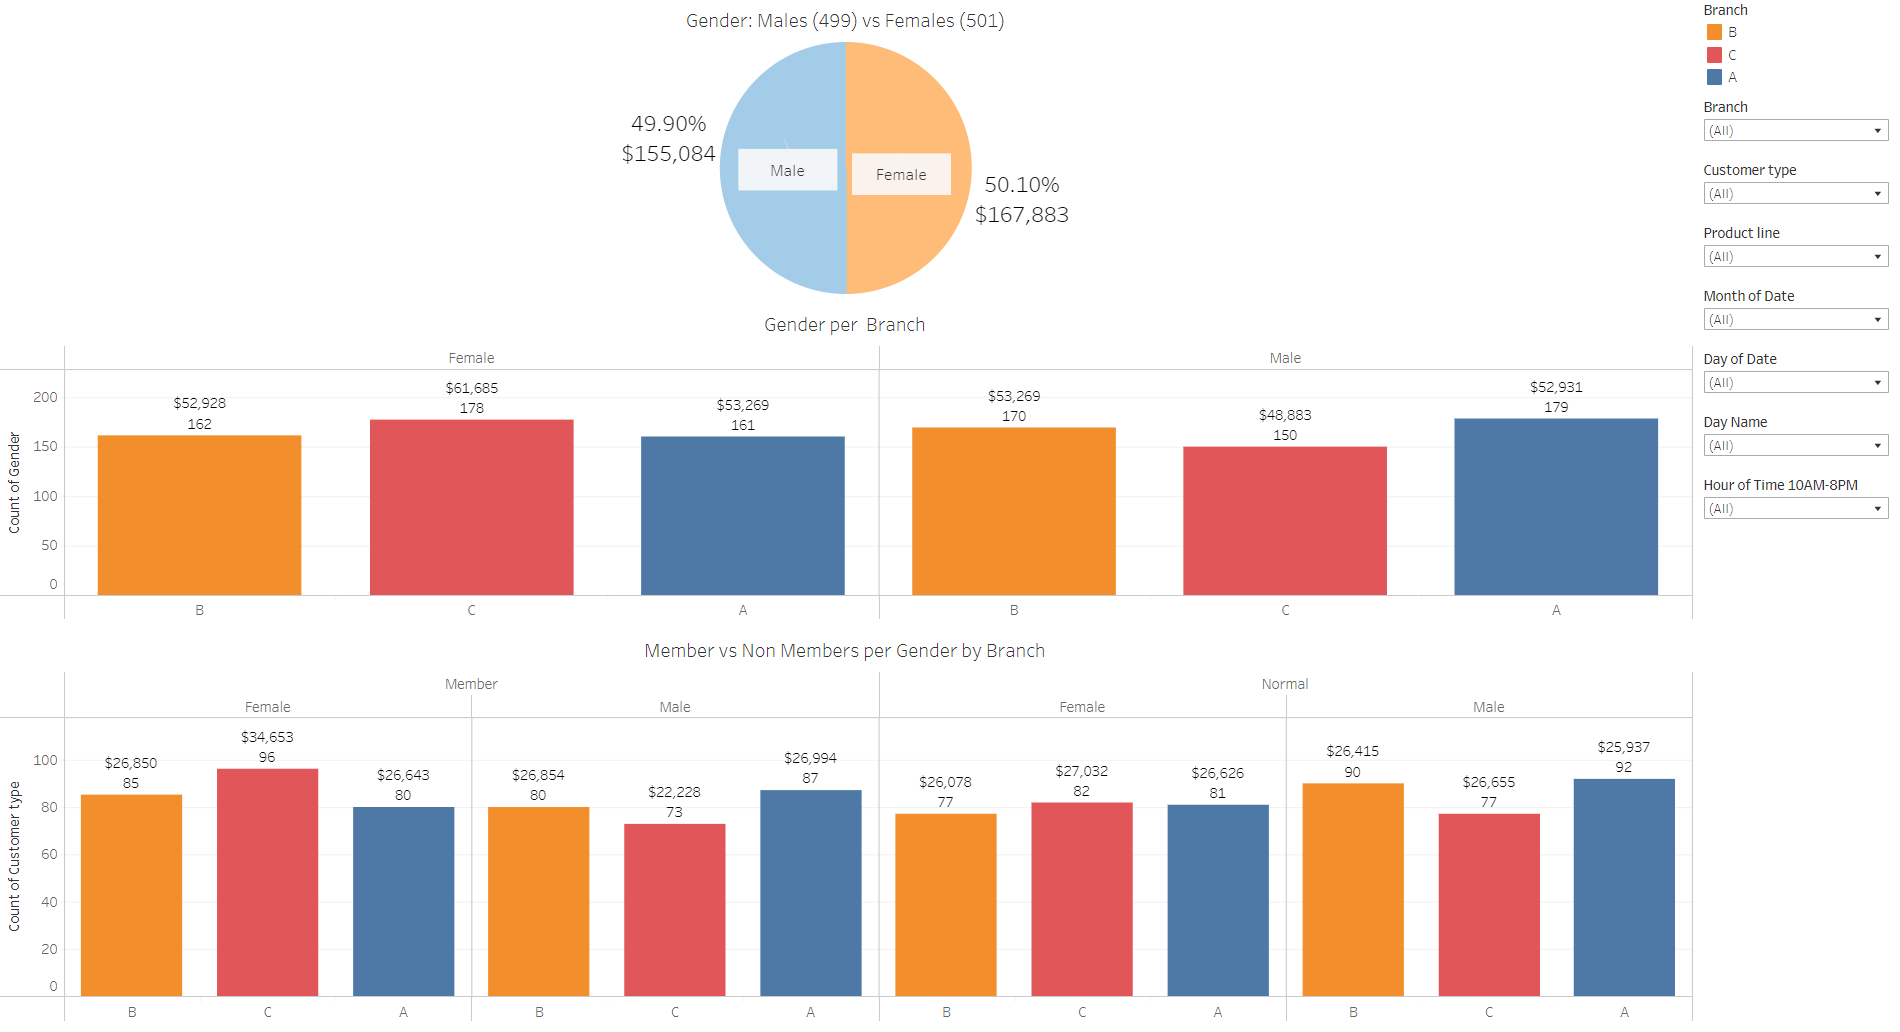 Gender: Males (499) vs Females (501)
49.90%
$155,084
Male
Female
50.10%
$167,883
Gender per  Branch
Female
Male
Count of Gender
200
150
100
50
0
$52,928
162
$61,685
178
$53,269
161
$53,269
170
$48,883
150
$52,931
179
B
C
A
B
C
A
Member vs Non Members per Gender by Branch
Member
Normal
Female
Male
Female
Male
Count of Customer type
100
80
60
40
20
0
$26,850
85
$34,653
96
$26,643
80
$26,854
80
$22,228
73
$26,994
87
$26,078
77
$27,032
82
$26,626
81
$26,415
90
$26,655
77
$25,937
92
B
C
A
B
C
A
B
C
A
B
C
A
Branch
B
C
A
Branch
(All)
Customer type
(All)
Product line
(All)
Month of Date
(All)
Day of Date
(All)
Day Name
(All)
Hour of Time 10AM-8PM
(All)